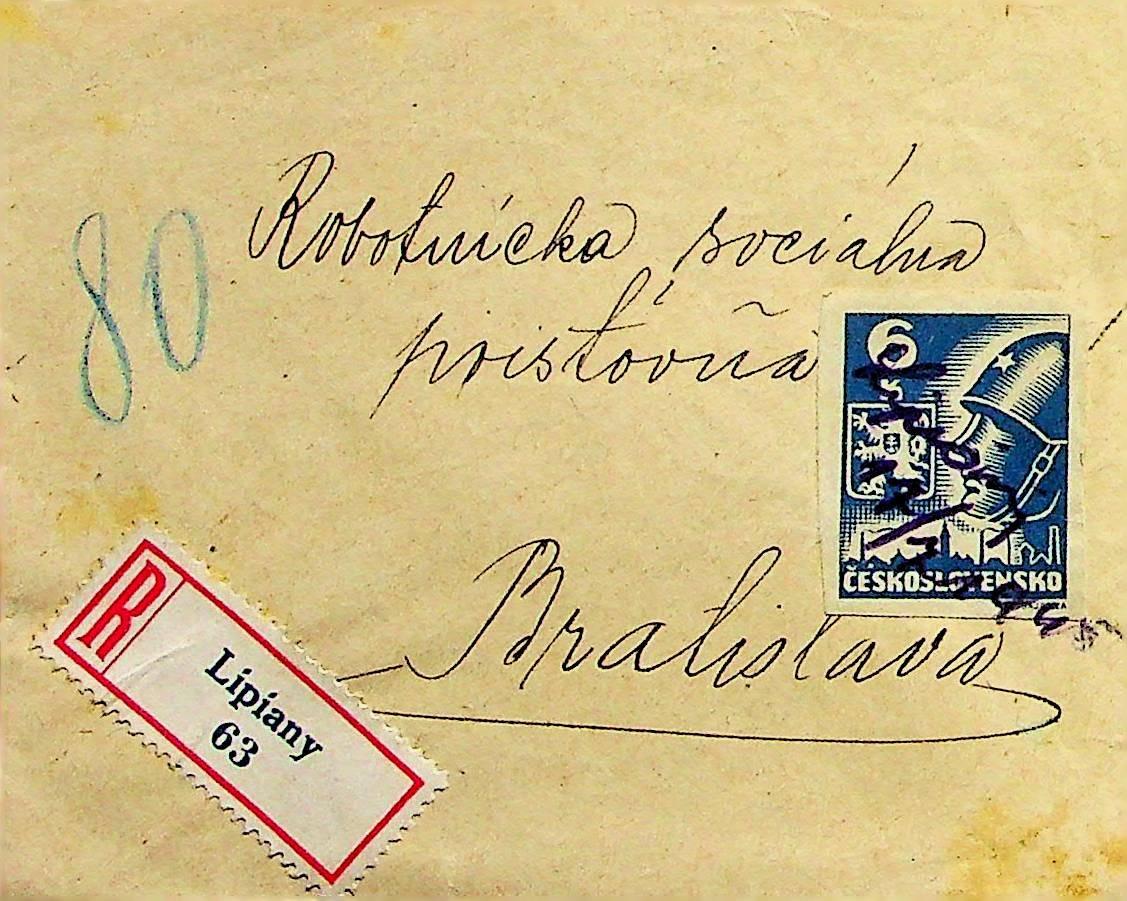 Robotnícka sociálna
poisťovňa
80
6
ČESKOSLOVENSKO
Bratislava
R
Lipiany
63